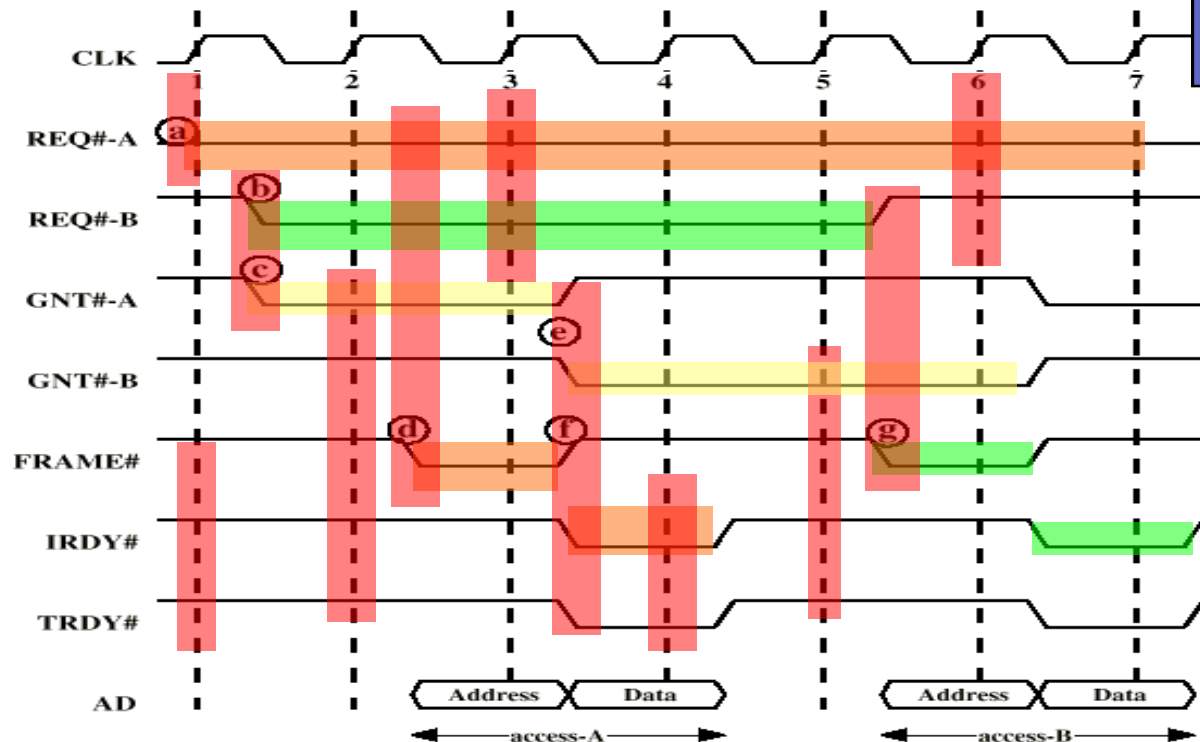 CLK
1 2 3 4 5 6 7
a
REQ#-A
b
REQ#-B
c
GNT#-A
e
GNT#-B
d f g
FRAME#
IRDY#
TRDY#
AD Address Data Address Data
access-A access-B